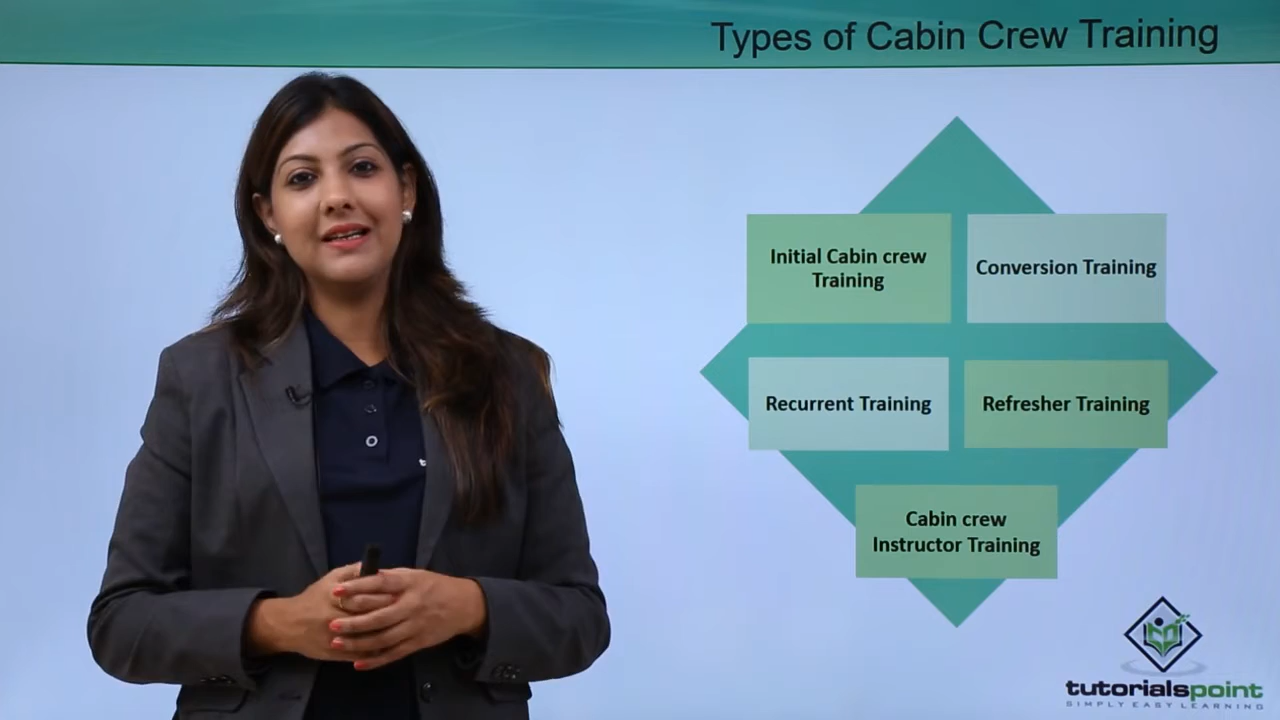 Types of Cabin Crew Training
Initial Cabin crew
Training
Conversion Training
Recurrent Training
Refresher Training
Cabin crew
Instructor Training
tutorialspoint
SIMPLY EASY LEARNING